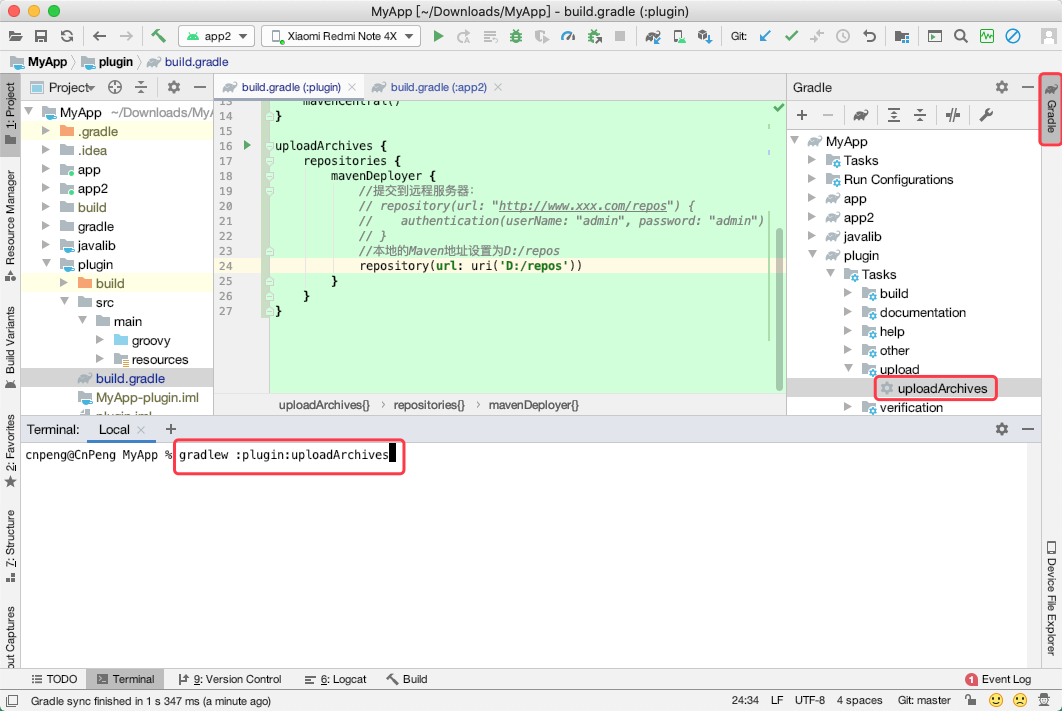 MyApp [~/Downloads/MyApp] - build.gradle (:plugin)
app2
Xiaomi Redmi Note 4X
Git:
MyApp
plugin
build.gradle
1: Project
Resource Manager
Build Variants
2: Favorites
7: Structure
out Captures
Project
MyApp ~/Downloads/MyA
.gradle
.idea
app
app2
build
gradle
javalib
plugin
build
src
main
groovy
resources
build.gradle
MyApp-plugin.iml
plugin.iml
build.gradle (:plugin)
build.gradle (:app2)
13 mavenCentral()
14 }
15
16 uploadArchives {
17 repositories {
18 mavenDeployer {
19 //提交到远程服务器：
20 // repository(url: "http://www.xxx.com/repos") {
21 // authentication(userName: "admin", password: "admin")
22 // }
23 //本地的Maven地址设置为D:/repos
24 repository(url: uri('D:/repos'))
25 }
26 }
27 }
uploadArchives{} › repositories{} › mavenDeployer{}
Gradle
MyApp
Tasks
Run Configurations
app
app2
javalib
plugin
Tasks
build
documentation
help
other
upload
uploadArchives
verification
Gradle
Device File Explorer
Terminal: Local
cnpeng@CnPeng MyApp % gradlew :plugin:uploadArchives
TODO
Terminal
9: Version Control
6: Logcat
Build
1 Event Log
Gradle sync finished in 1 s 347 ms (a minute ago)
24:34 LF UTF-8 4 spaces Git: master